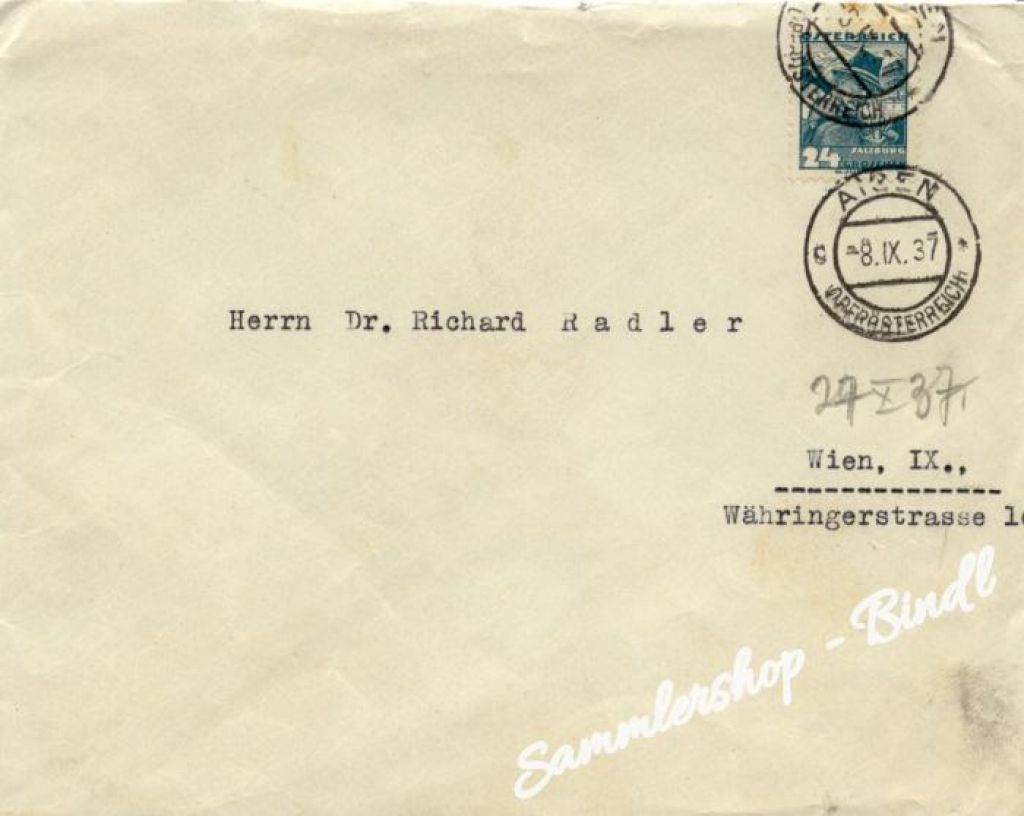 ÖSTERREICH
SALZBURG
24 GROSCHEN
AIGEN
-8.IX.37
OBERÖSTERREICH
Herrn Dr. Richard Radler
27 X 37
Wien, IX.,
Währingerstrasse
Sammlershop - Bindl